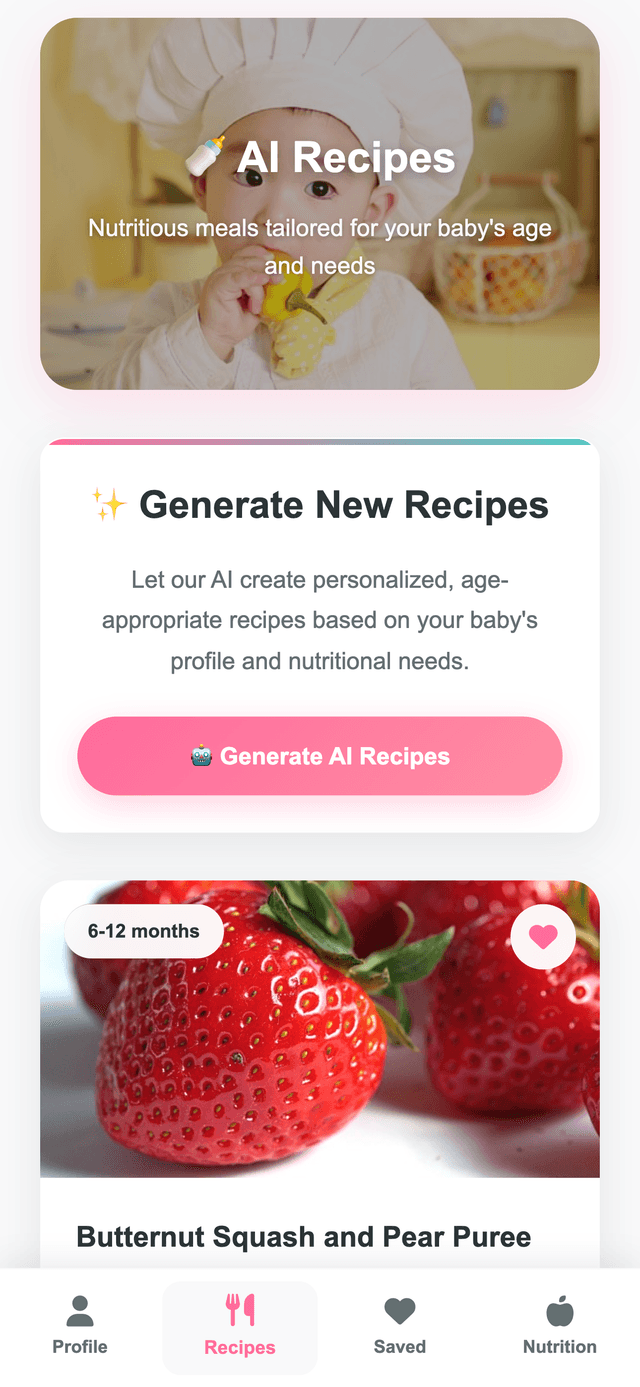 🍼 AI Recipes
Nutritious meals tailored for your baby's age
and needs
✨ Generate New Recipes
Let our AI create personalized, age-
appropriate recipes based on your baby's
profile and nutritional needs.
🤖 Generate AI Recipes
6-12 months
Butternut Squash and Pear Puree
Profile
Recipes
Saved
Nutrition